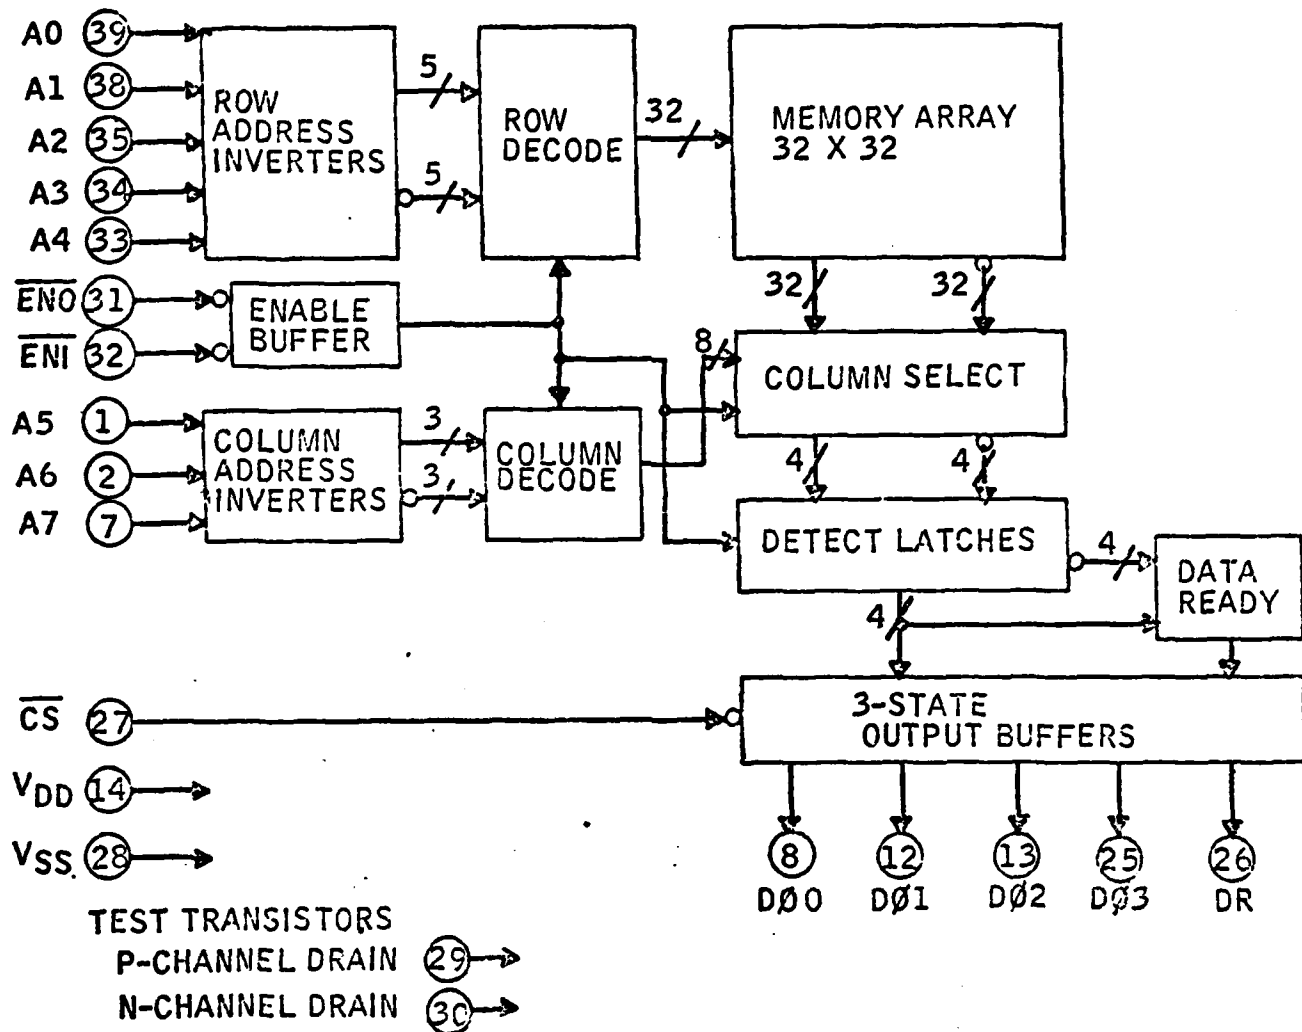 A0 39
A1 38
A2 35
A3 34
A4 33
ROW
ADDRESS
INVERTERS
5
5
ROW
DECODE
32
MEMORY ARRAY
32 X 32
32
32
EN0 31
EN1 32
ENABLE
BUFFER
8
COLUMN SELECT
A5 1
A6 2
A7 7
COLUMN
ADDRESS
INVERTERS
3
3
COLUMN
DECODE
4
4
DETECT LATCHES
4
DATA
READY
4
CS 27
3-STATE
OUTPUT BUFFERS
VDD 14
VSS 28
8
12
13
25
26
DØ0
DØ1
DØ2
DØ3
DR
TEST TRANSISTORS
P-CHANNEL DRAIN 29
N-CHANNEL DRAIN 30